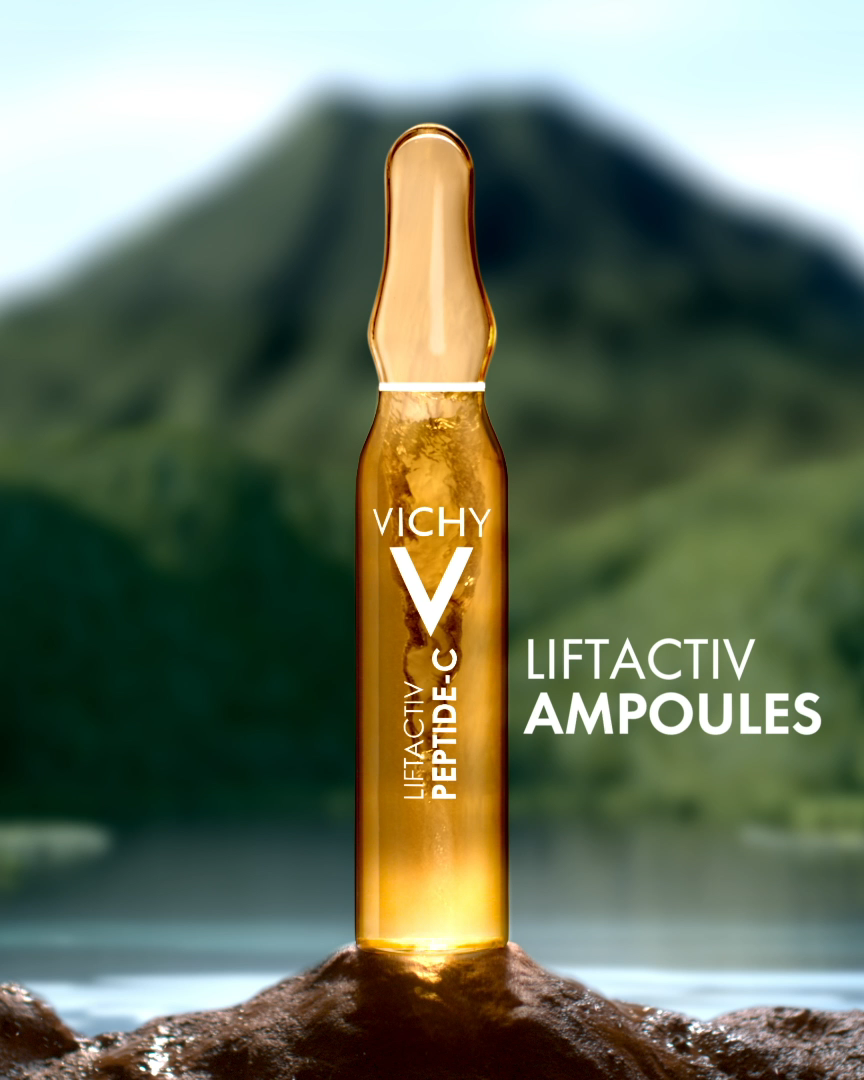 VICHY
V
LIFTACTIV
PEPTIDE-C
LIFTACTIV
AMPOULES